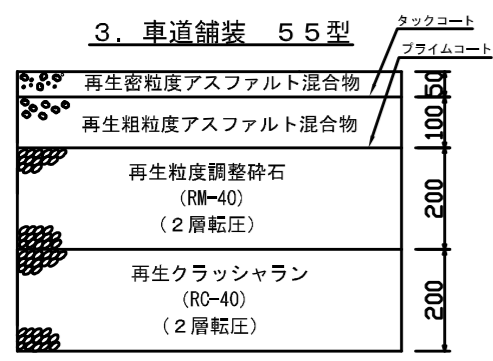 ３．車道舗装　５５型
タックコート
プライムコート
再生密粒度アスファルト混合物
50
再生粗粒度アスファルト混合物
100
再生粒度調整砕石
(RM-40)
(２層転圧)
200
再生クラッシャラン
(RC-40)
(２層転圧)
200